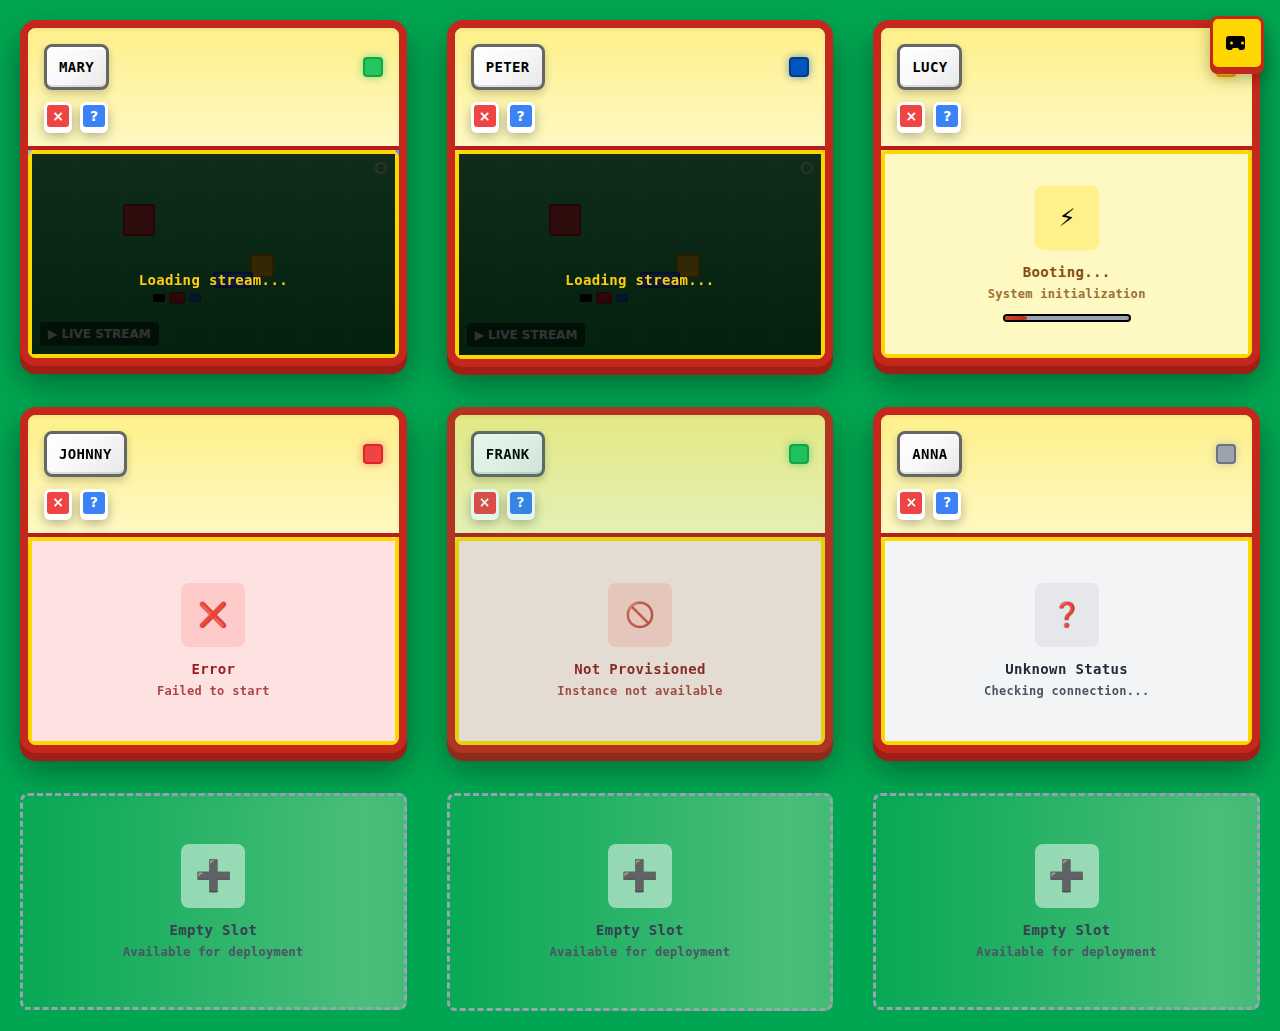 MARY
× ?
Loading stream...
▶ LIVE STREAM
PETER
× ?
Loading stream...
▶ LIVE STREAM
LUCY
× ?
Booting...
System initialization
JOHNNY
× ?
Error
Failed to start
FRANK
× ?
Not Provisioned
Instance not available
ANNA
× ?
Unknown Status
Checking connection...
Empty Slot
Available for deployment
Empty Slot
Available for deployment
Empty Slot
Available for deployment